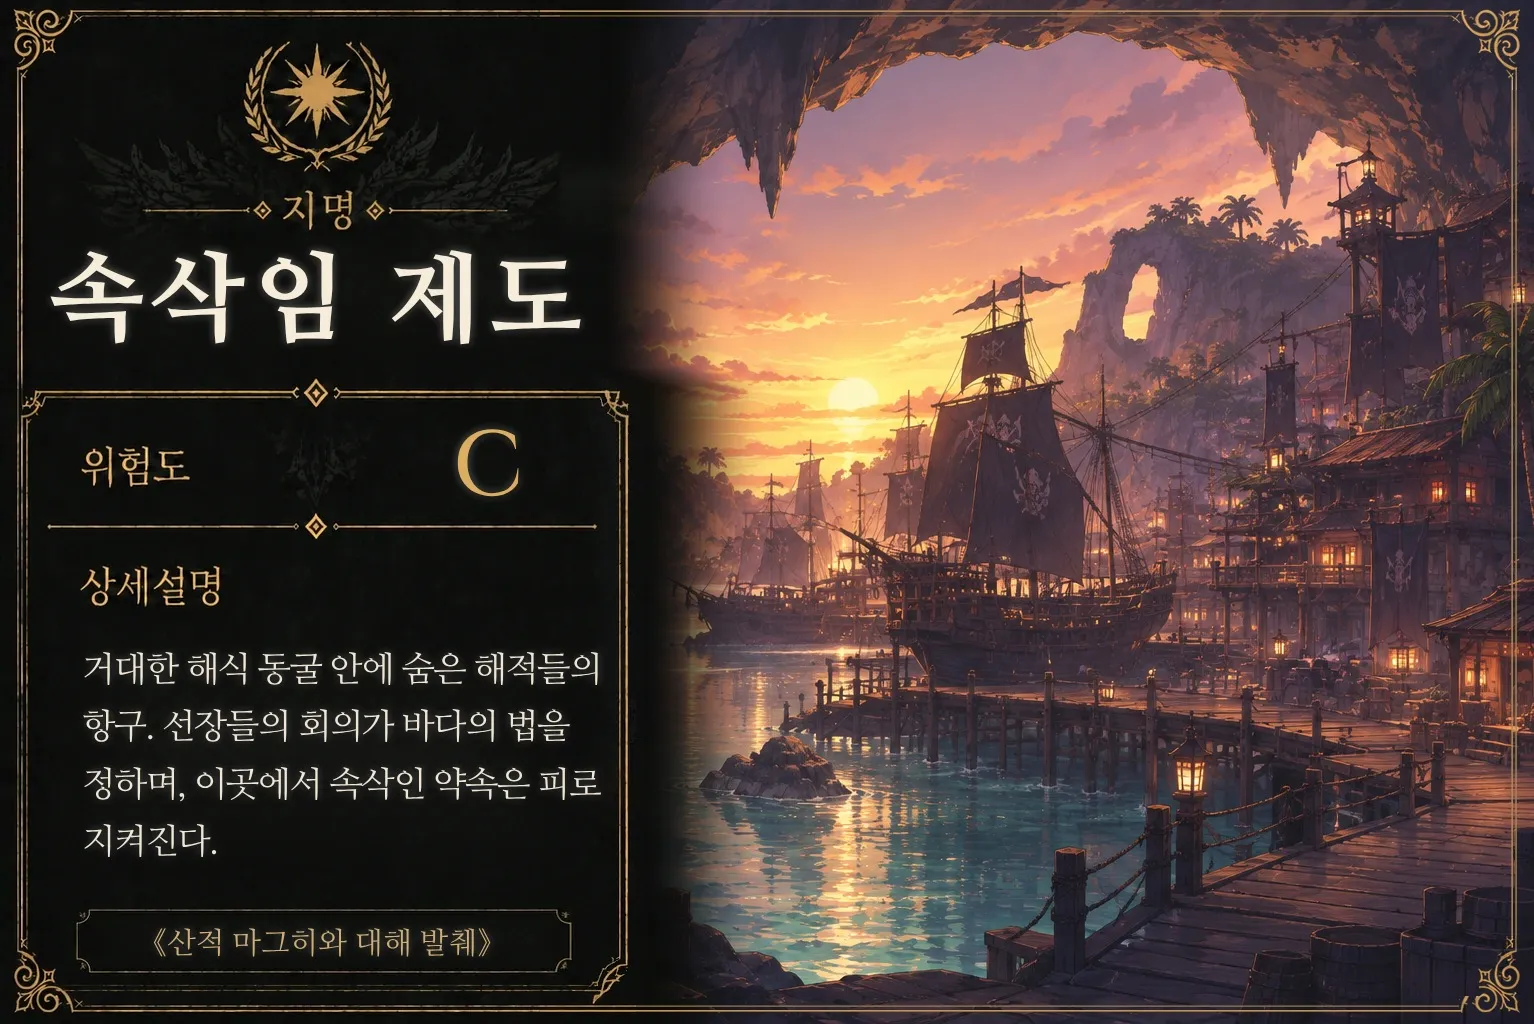 지명
속삭임 제도
위험도
C
상세설명
거대한 해식 동굴 안에 숨은 해적들의
항구. 선장들의 회의가 바다의 법을
정하며, 이곳에서 속삭인 약속은 피로
지켜진다.
《산적 마그히와 대해 발췌》